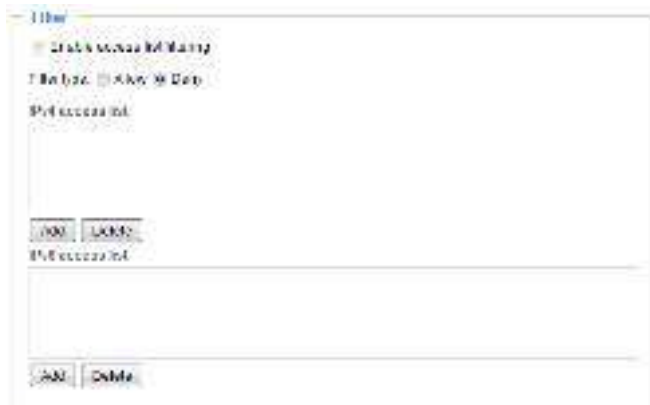 Filter
Enable access list filtering
Filter type: Allow Deny
IPv4 access list
Add Delete
IPv6 access list
Add Delete